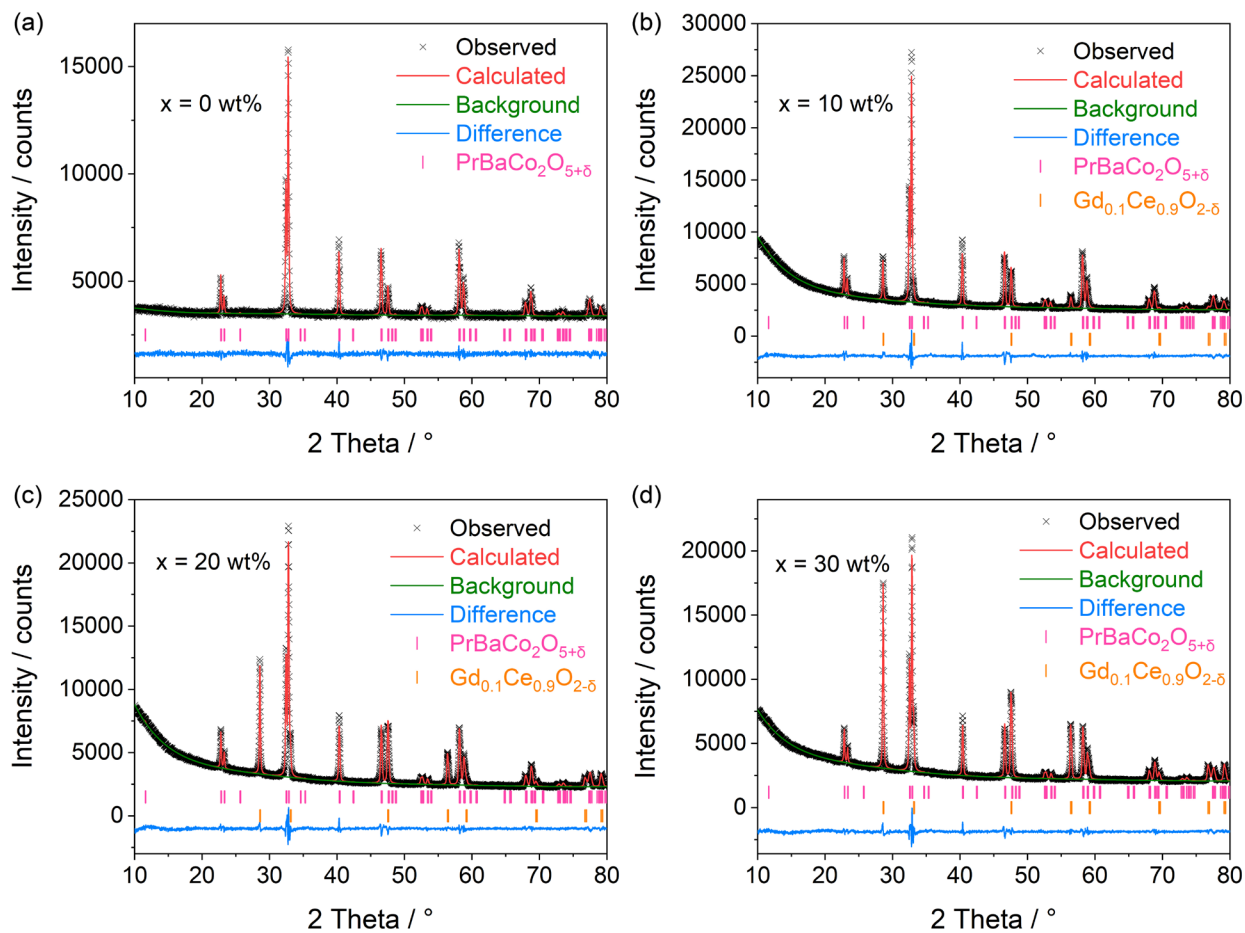 (a)
Intensity / counts
15000
10000
5000
x = 0 wt%
Observed
Calculated
Background
Difference
PrBaCo₂O₅₊δ
10 20 30 40 50 60 70 80
2 Theta / °
(b)
Intensity / counts
30000
25000
20000
15000
10000
5000
0
x = 10 wt%
Observed
Calculated
Background
Difference
PrBaCo₂O₅₊δ
Gd₀.₁Ce₀.₉O₂₋δ
10 20 30 40 50 60 70 80
2 Theta / °
(c)
Intensity / counts
25000
20000
15000
10000
5000
0
x = 20 wt%
Observed
Calculated
Background
Difference
PrBaCo₂O₅₊δ
Gd₀.₁Ce₀.₉O₂₋δ
10 20 30 40 50 60 70 80
2 Theta / °
(d)
Intensity / counts
20000
15000
10000
5000
0
x = 30 wt%
Observed
Calculated
Background
Difference
PrBaCo₂O₅₊δ
Gd₀.₁Ce₀.₉O₂₋δ
10 20 30 40 50 60 70 80
2 Theta / °